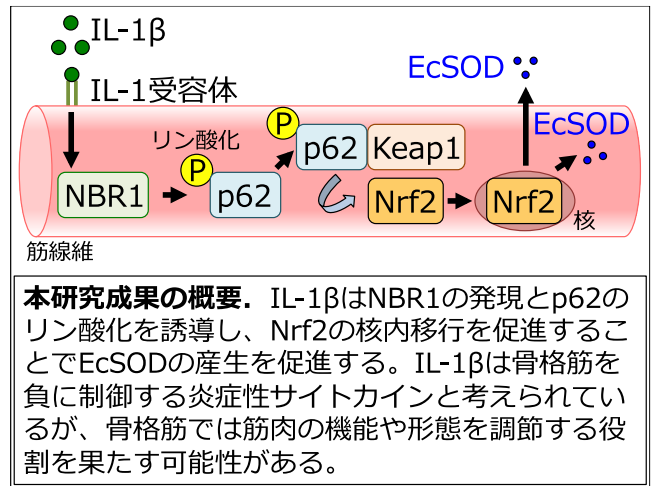 IL-1β
IL-1受容体
EcSOD
EcSOD
リン酸化
P
P
p62
Keap1
NBR1
p62
Nrf2
Nrf2
核
筋線維
本研究成果の概要．IL-1βはNBR1の発現とp62の
リン酸化を誘導し、Nrf2の核内移行を促進するこ
とでEcSODの産生を促進する。IL-1βは骨格筋を
負に制御する炎症性サイトカインと考えられてい
るが、骨格筋では筋肉の機能や形態を調節する役
割を果たす可能性がある。